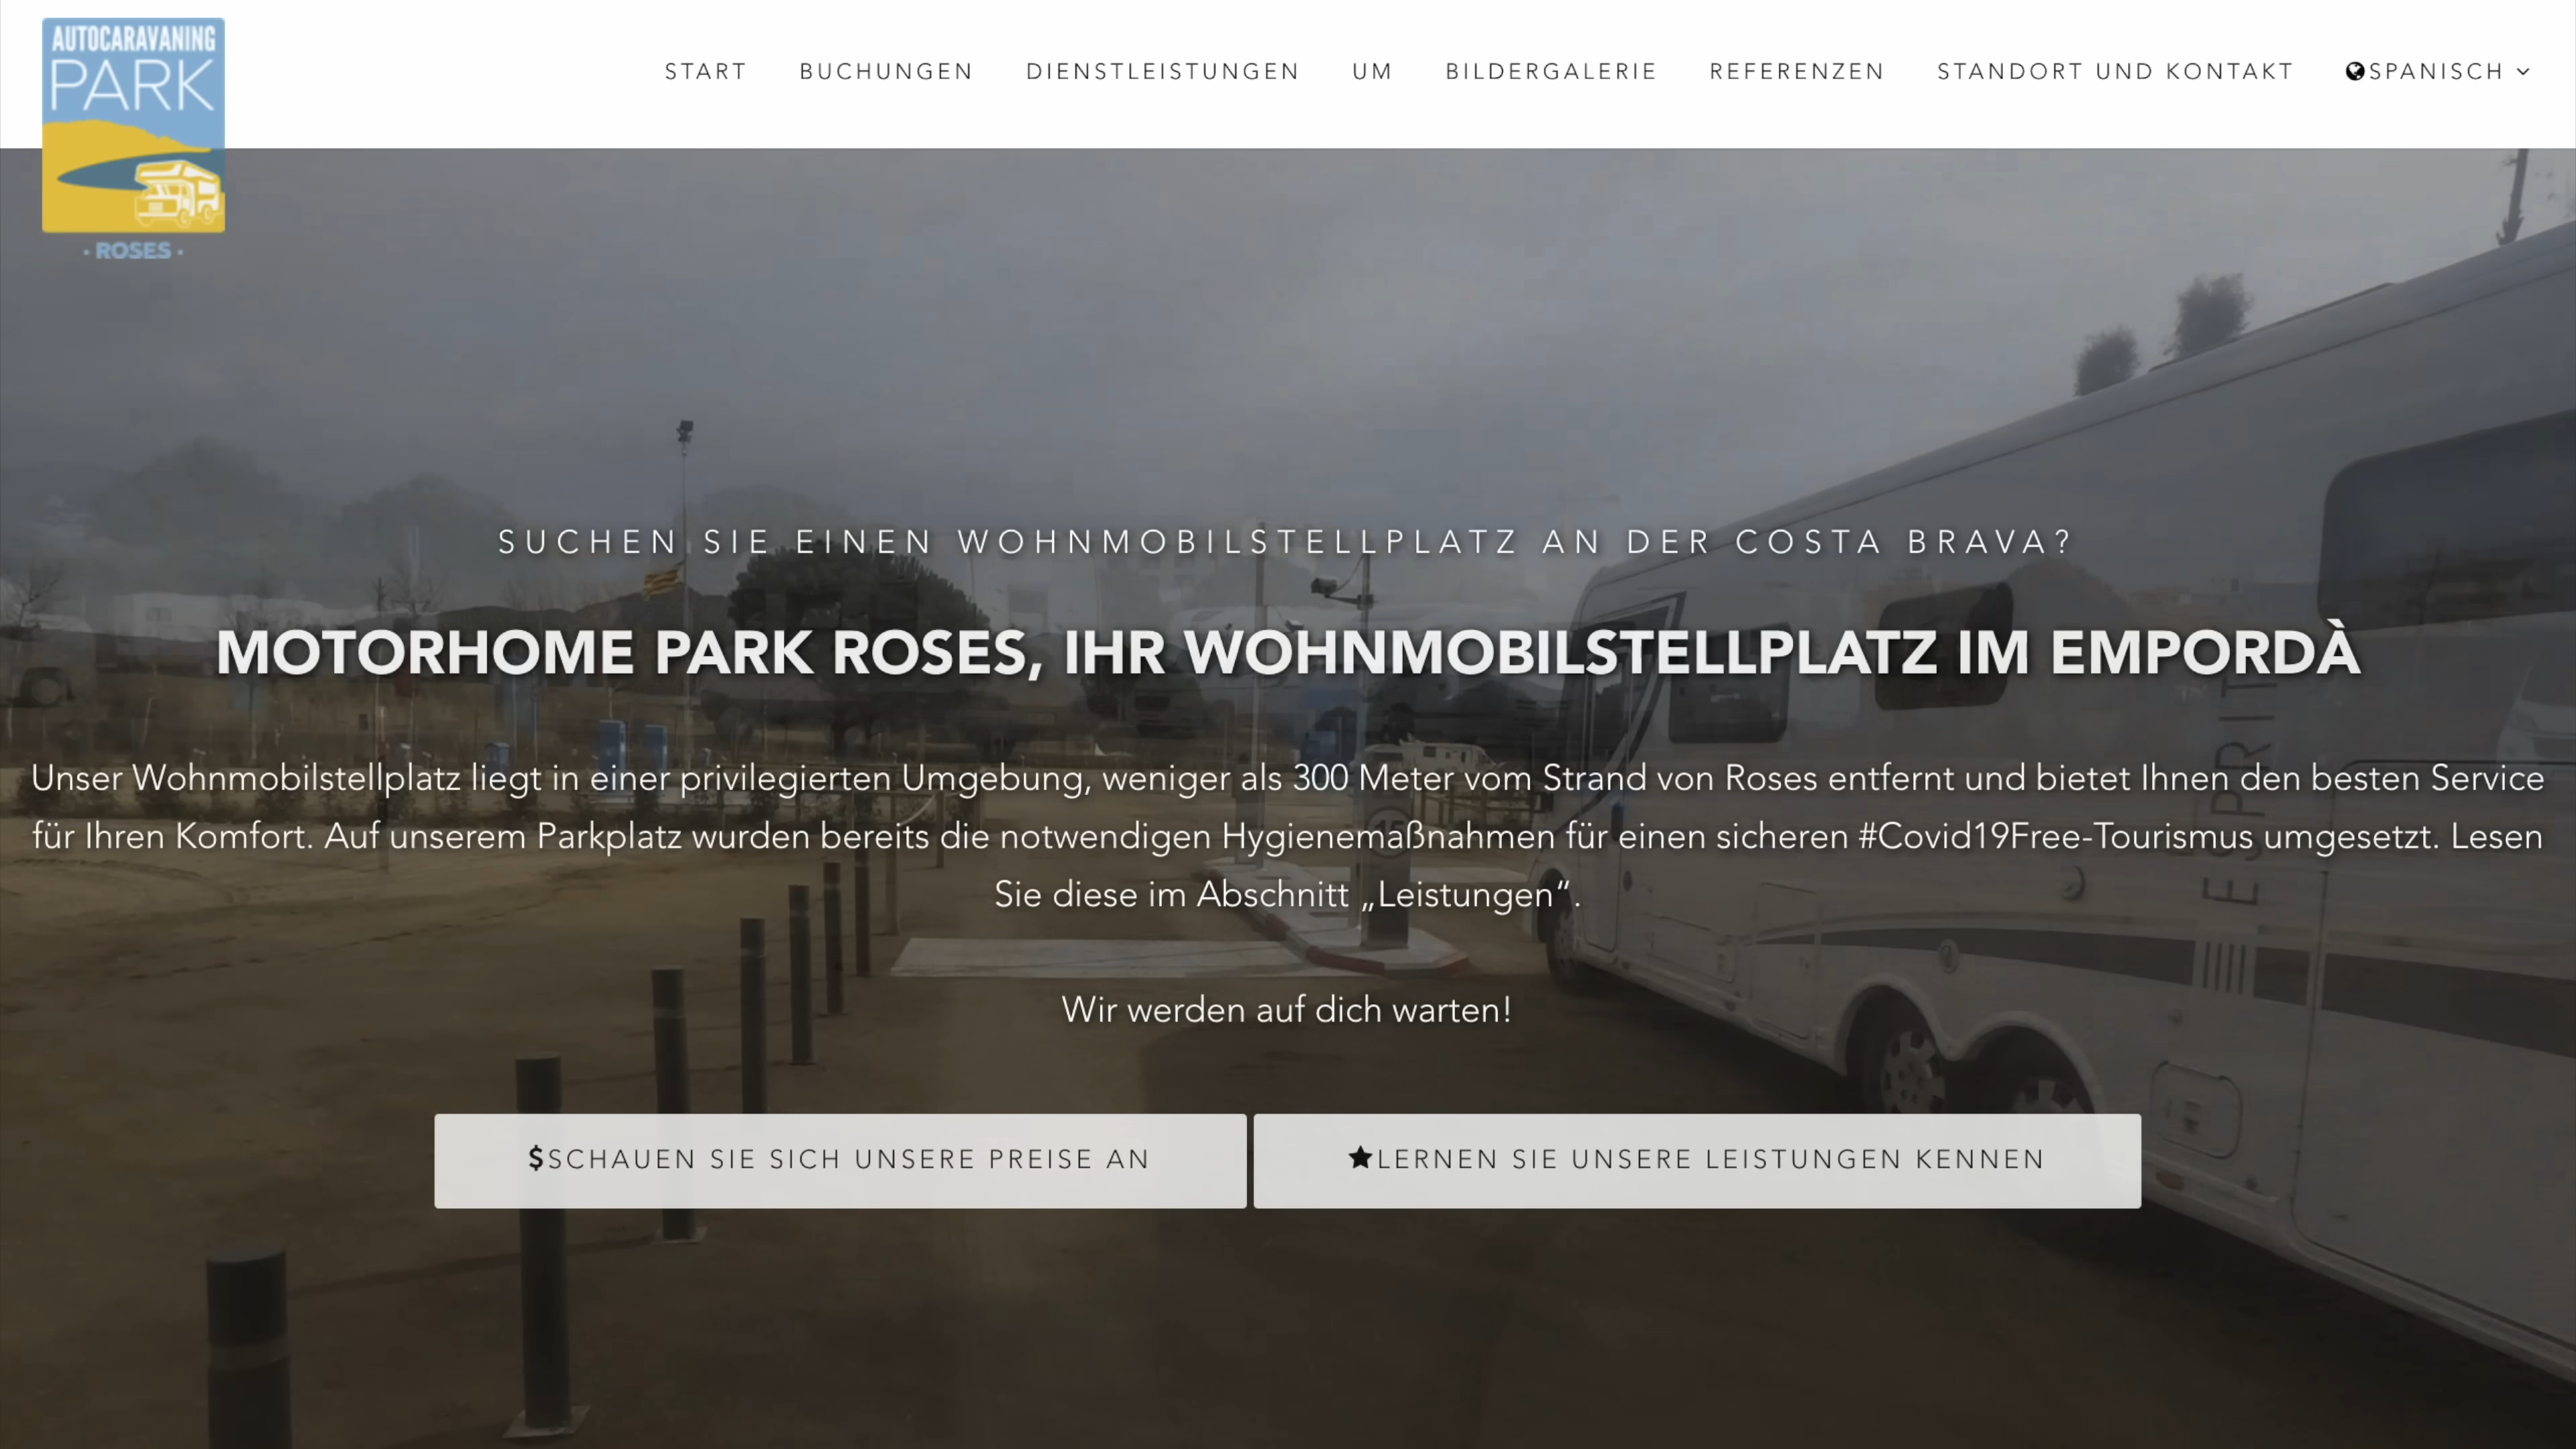 AUTOCARAVANING
PARK
· ROSES ·
START BUCHUNGEN DIENSTLEISTUNGEN UM BILDERGALERIE REFERENZEN STANDORT UND KONTAKT SPANISCH
SUCHEN SIE EINEN WOHNMOBILSTELLPLATZ AN DER COSTA BRAVA?
MOTORHOME PARK ROSES, IHR WOHNMOBILSTELLPLATZ IM EMPORDÀ
Unser Wohnmobilstellplatz liegt in einer privilegierten Umgebung, weniger als 300 Meter vom Strand von Roses entfernt und bietet Ihnen den besten Service
für Ihren Komfort. Auf unserem Parkplatz wurden bereits die notwendigen Hygienemaßnahmen für einen sicheren #Covid19Free-Tourismus umgesetzt. Lesen
Sie diese im Abschnitt „Leistungen“.
Wir werden auf dich warten!
$SCHAUEN SIE SICH UNSERE PREISE AN
★LERNEN SIE UNSERE LEISTUNGEN KENNEN
ESPRIT
15